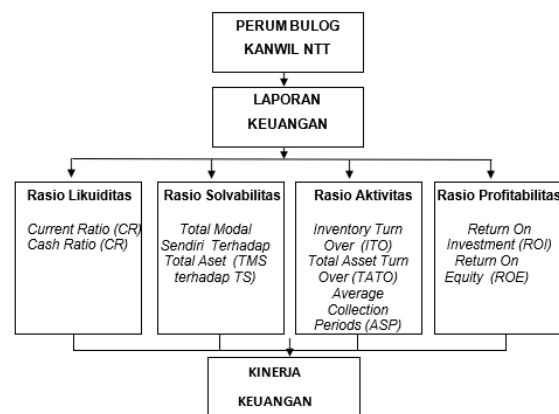 PERUM BULOG
KANWIL NTT
LAPORAN
KEUANGAN
Rasio Likuiditas
Current Ratio (CR)
Cash Ratio (CR)
Rasio Solvabilitas
Total Modal
Sendiri Terhadap
Total Aset (TMS
terhadap TS)
Rasio Aktivitas
Inventory Turn
Over (ITO)
Total Asset Turn
Over (TATO)
Average
Collection
Periods (ASP)
Rasio Profitabilitas
Return On
Investment (ROI)
Return On
Equity (ROE)
KINERJA
KEUANGAN